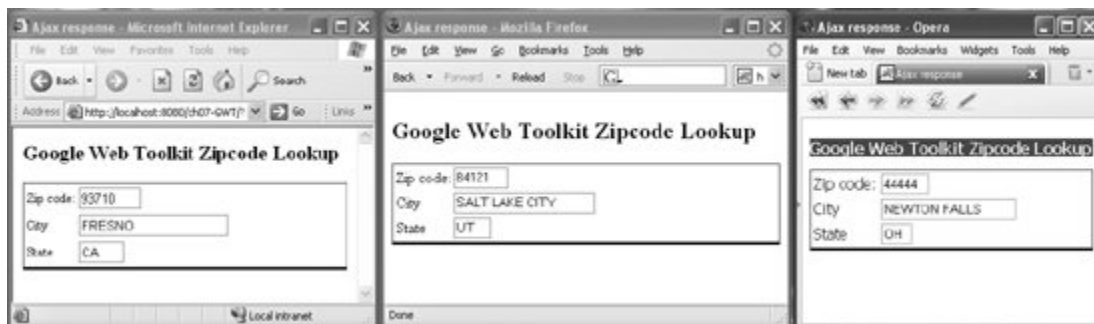 Ajax response - Microsoft Internet Explorer
File Edit View Favorites Tools Help
Back Search
Address http://localhost:8080/ch07-GWT/ Go Links
Google Web Toolkit Zipcode Lookup
Zip code: 93710
City FRESNO
State CA
Local intranet
Ajax response - Mozilla Firefox
File Edit View Go Bookmarks Tools Help
Back Forward Reload Stop h
Google Web Toolkit Zipcode Lookup
Zip code: 84121
City SALT LAKE CITY
State UT
Done
Ajax response - Opera
File Edit View Bookmarks Widgets Tools Help
New tab Ajax response
Google Web Toolkit Zipcode Lookup
Zip code: 44444
City NEWTON FALLS
State OH